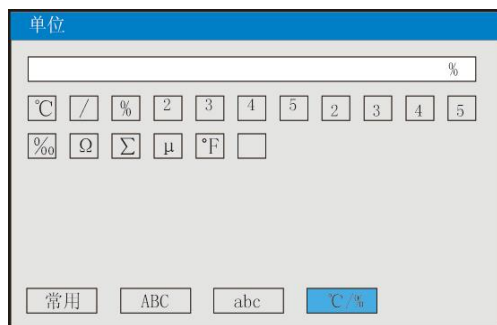 单位
%
℃ / % ² ³ ⁴ ⁵ ₂ ₃ ₄ ₅
‰ Ω ∑ μ ℉
常用 ABC abc ℃/‰